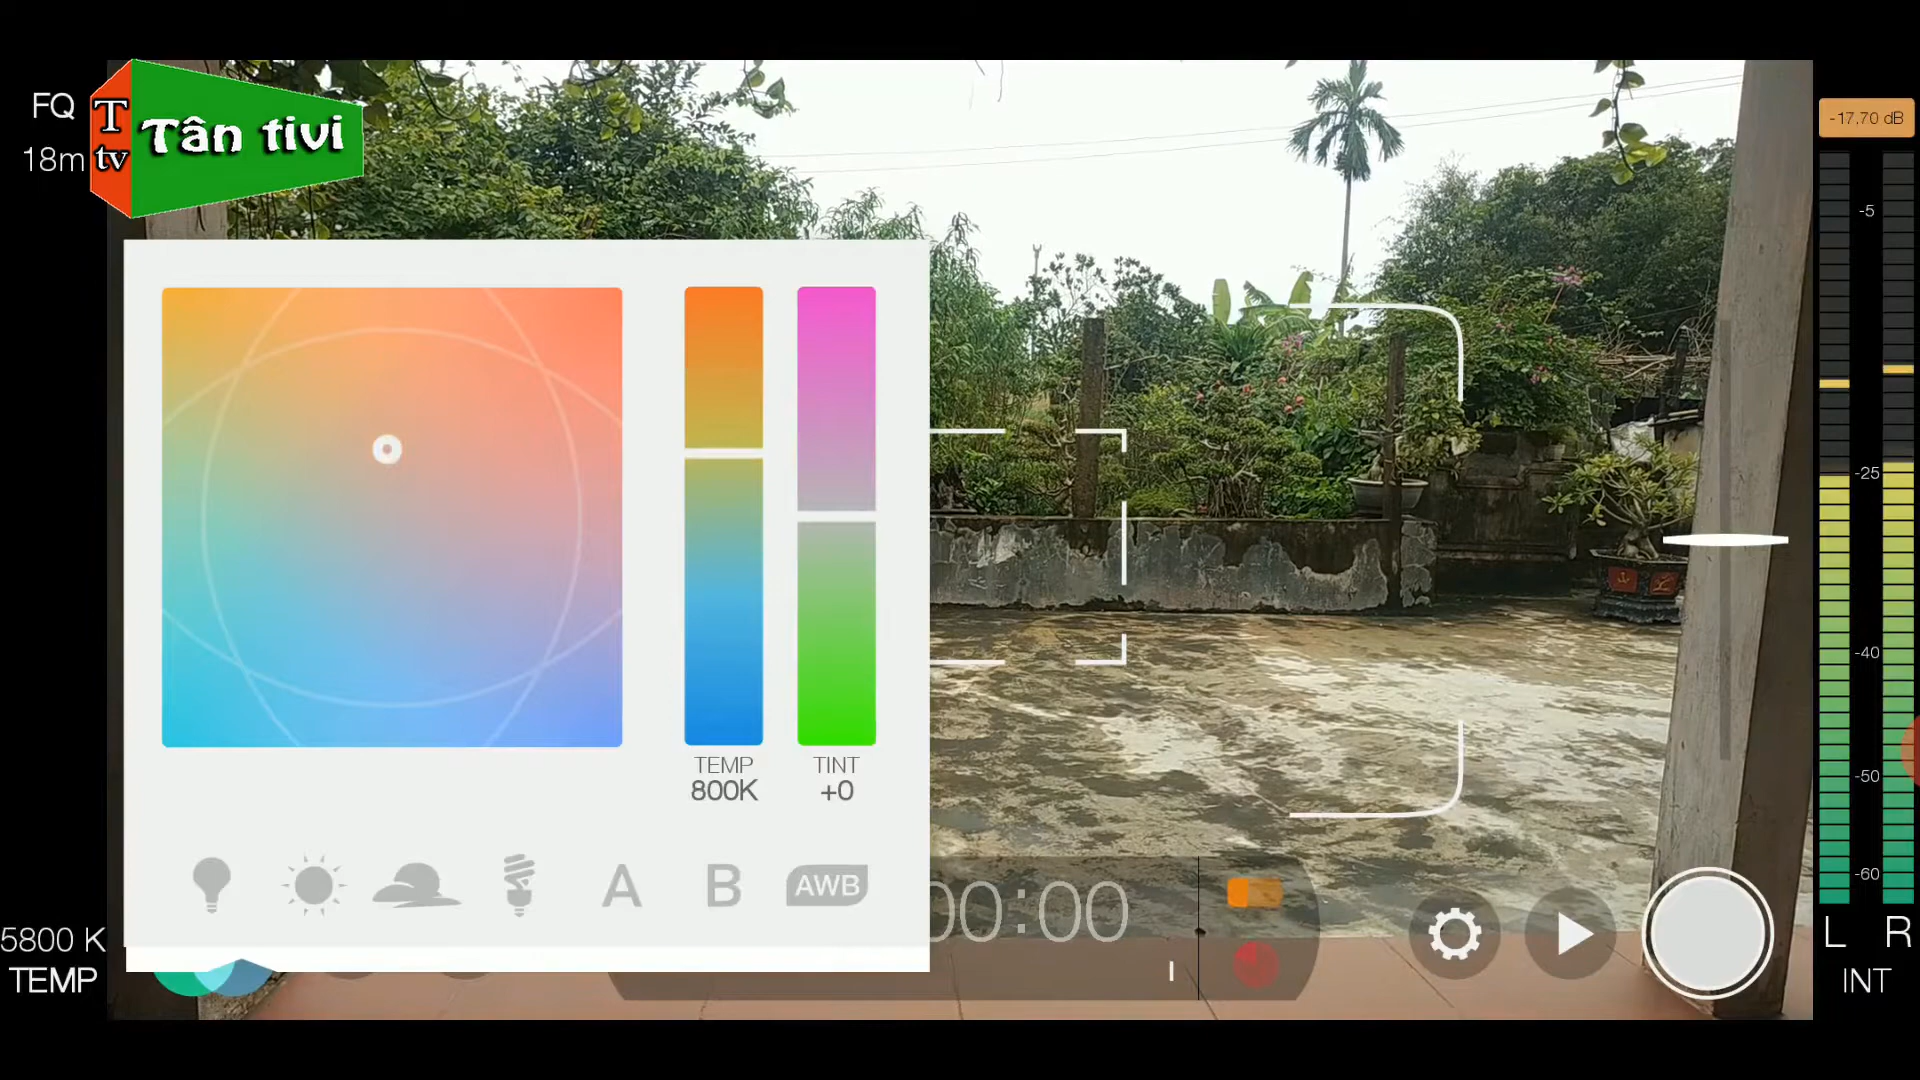 FQ
18m
T
tv
Tân tivi
-17.70 dB
-5
-25
-40
-50
-60
TEMP
800K
TINT
+0
A
B
AWB
00:00
5800 K
TEMP
L
R
INT